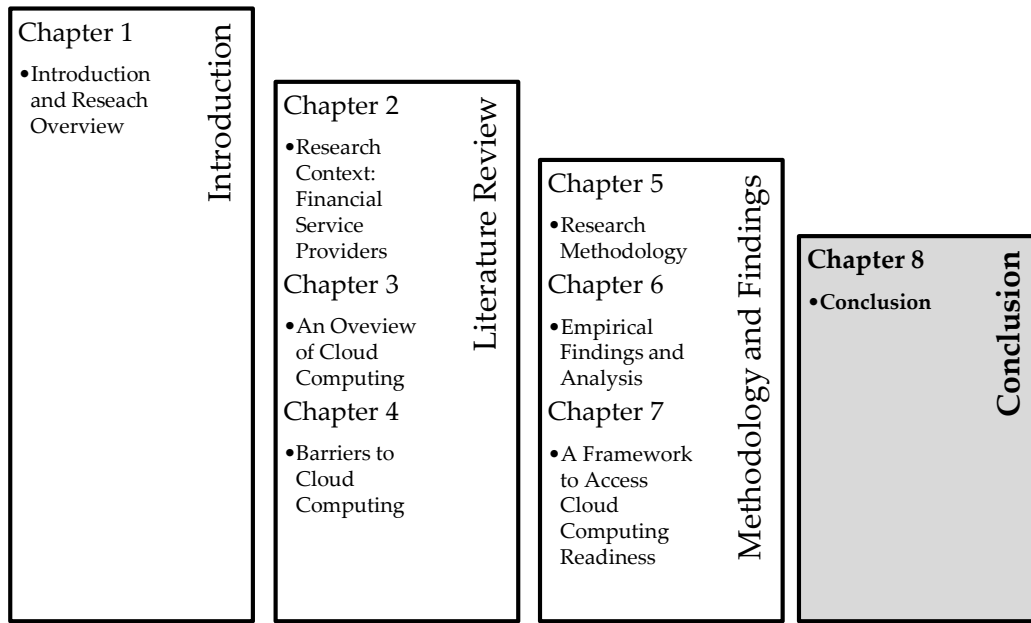 Chapter 1
•Introduction
and Reseach
Overview
Introduction
Chapter 2
•Research
Context:
Financial
Service
Providers
Chapter 3
•An Oveview
of Cloud
Computing
Chapter 4
•Barriers to
Cloud
Computing
Literature Review
Chapter 5
•Research
Methodology
Chapter 6
•Empirical
Findings and
Analysis
Chapter 7
•A Framework
to Access
Cloud
Computing
Readiness
Methodology and Findings
Chapter 8
•Conclusion
Conclusion